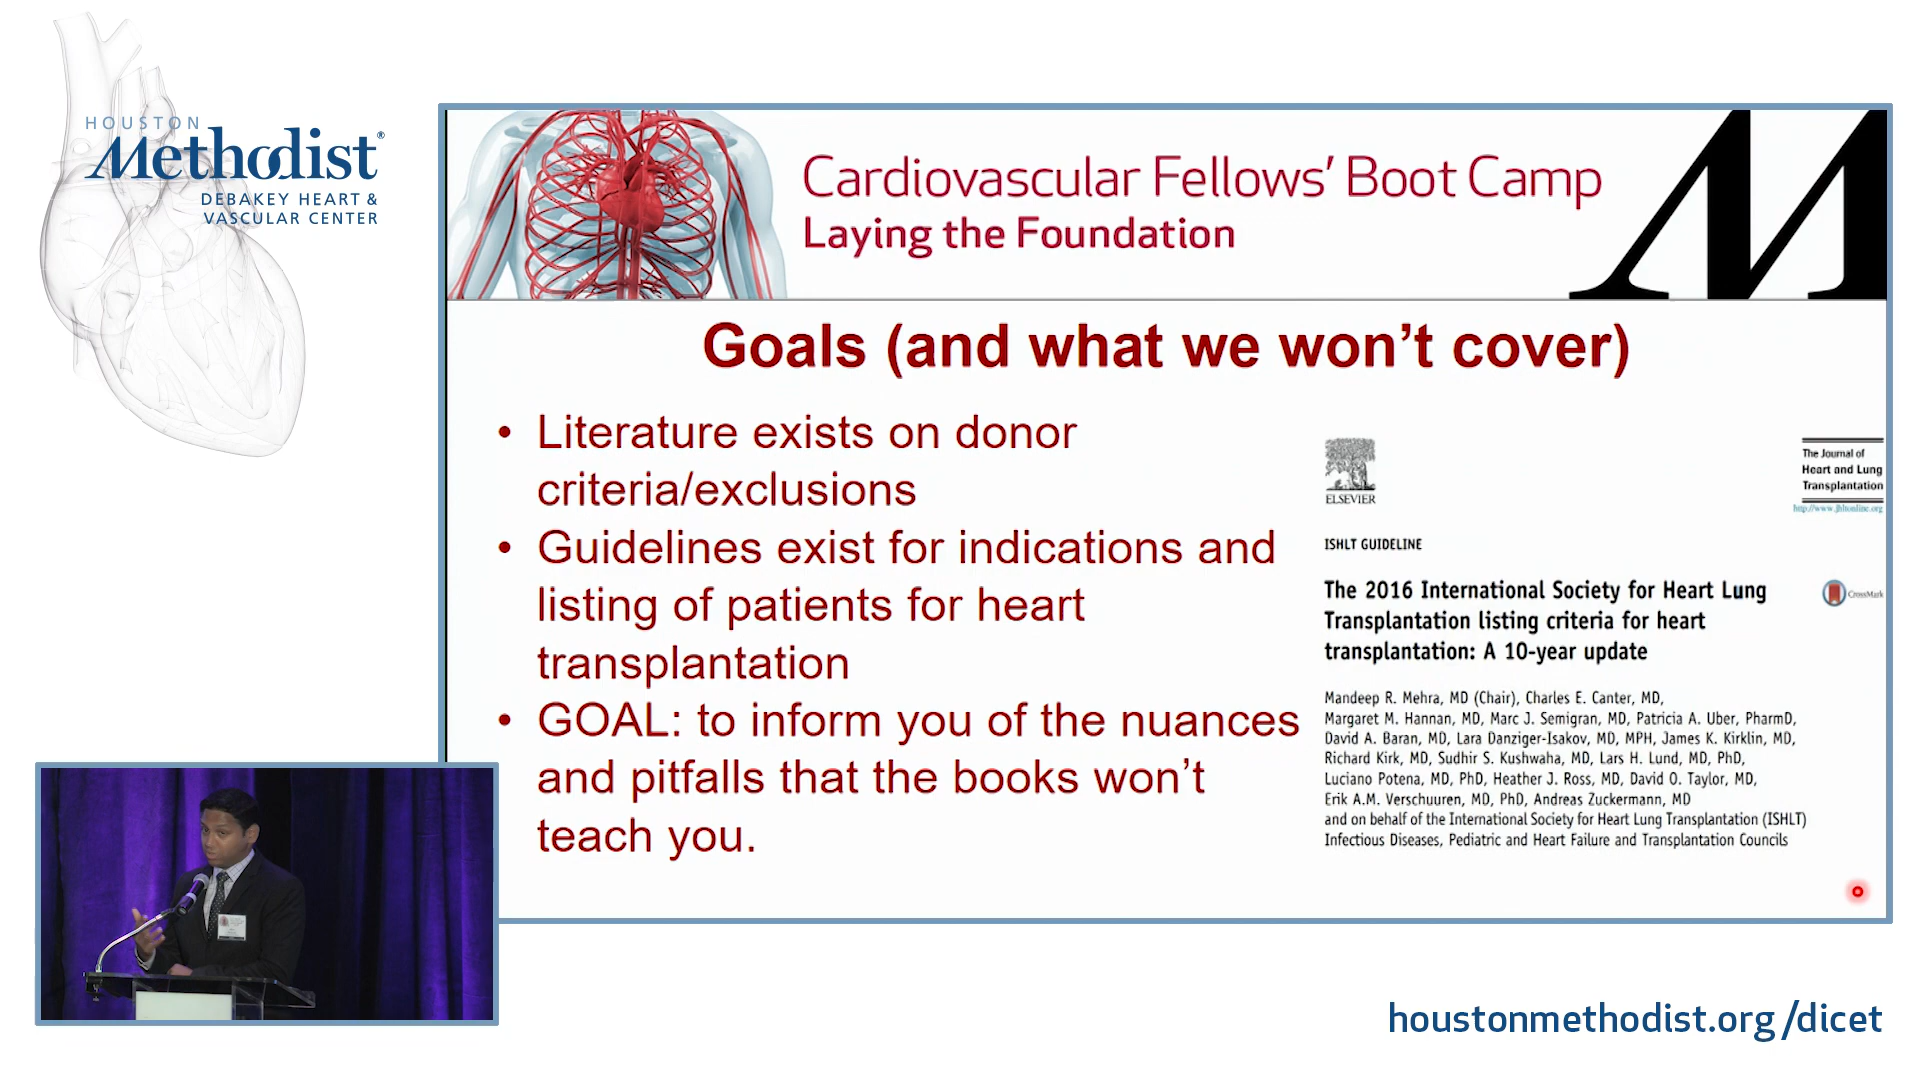 HOUSTON
Methodist®
DEBAKEY HEART &
VASCULAR CENTER
Cardiovascular Fellows’ Boot Camp
Laying the Foundation
Goals (and what we won’t cover)
• Literature exists on donor
criteria/exclusions
• Guidelines exist for indications and
listing of patients for heart
transplantation
• GOAL: to inform you of the nuances
and pitfalls that the books won’t
teach you.
ELSEVIER
The Journal of
Heart and Lung
Transplantation
http://www.jhltonline.org
ISHLT GUIDELINE
The 2016 International Society for Heart Lung
Transplantation listing criteria for heart
transplantation: A 10-year update
CrossMark
Mandeep R. Mehra, MD (Chair), Charles E. Canter, MD,
Margaret M. Hannan, MD, Marc J. Semigran, MD, Patricia A. Uber, PharmD,
David A. Baran, MD, Lara Danziger-Isakov, MD, MPH, James K. Kirklin, MD,
Richard Kirk, MD, Sudhir S. Kushwaha, MD, Lars H. Lund, MD, PhD,
Luciano Potena, MD, PhD, Heather J. Ross, MD, David O. Taylor, MD,
Erik A.M. Verschuuren, MD, PhD, Andreas Zuckermann, MD
and on behalf of the International Society for Heart Lung Transplantation (ISHLT)
Infectious Diseases, Pediatric and Heart Failure and Transplantation Councils
houstonmethodist.org/dicet